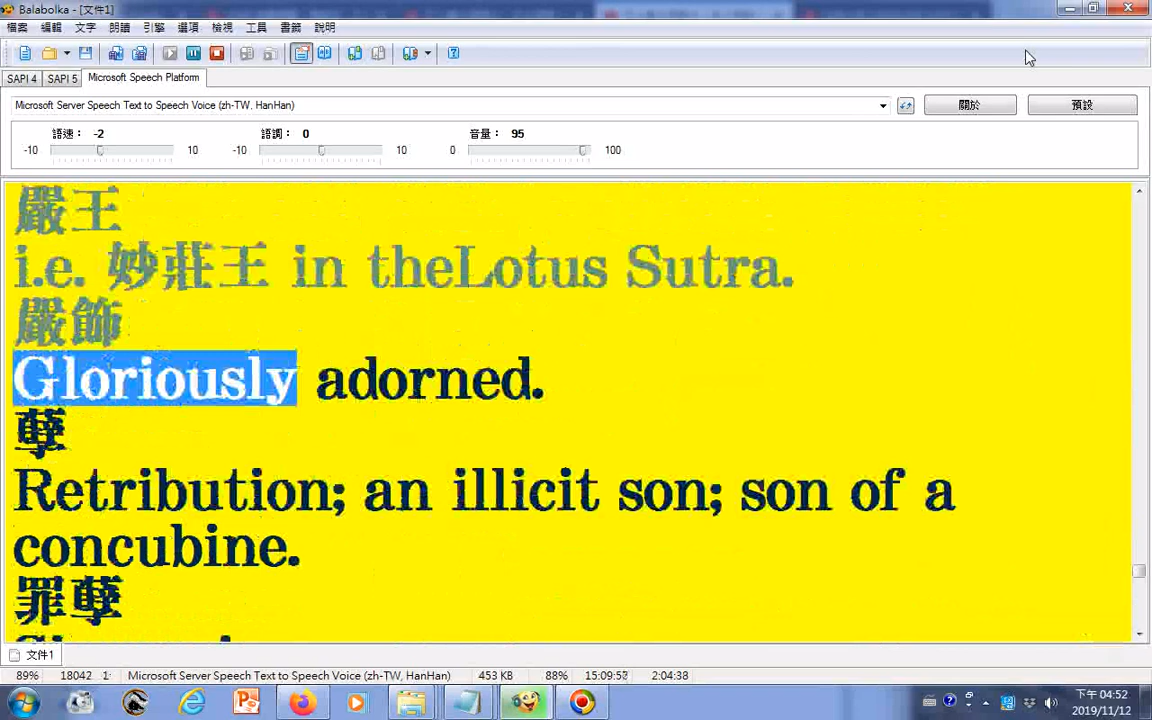 Balabolka - [文件1]
檔案 編輯 文字 朗讀 引擎 選項 檢視 工具 書籤 說明
SAPI 4 SAPI 5 Microsoft Speech Platform
Microsoft Server Speech Text to Speech Voice (zh-TW, HanHan) 關於 預設
語速： -2 語調： 0 音量： 95
-10 10 -10 10 0 100
嚴王
i.e. 妙莊王 in theLotus Sutra.
嚴飾
Gloriously adorned.
孽
Retribution; an illicit son; son of a
concubine.
罪孽
文件1
89% 18042 1: Microsoft Server Speech Text to Speech Voice (zh-TW, HanHan) 453 KB 88% 15:09:53 2:04:38
下午 04:52
2019/11/12